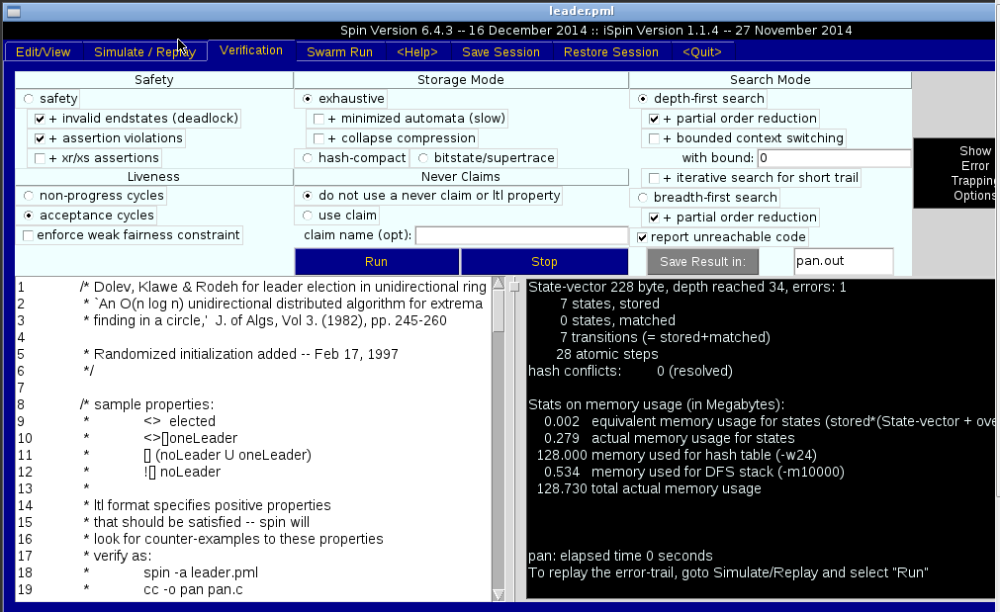 leader.pml
Spin Version 6.4.3 -- 16 December 2014 :: iSpin Version 1.1.4 -- 27 November 2014
Edit/View Simulate / Replay Verification Swarm Run <Help> Save Session Restore Session <Quit>
Safety
safety
+ invalid endstates (deadlock)
+ assertion violations
+ xr/xs assertions
Liveness
non-progress cycles
acceptance cycles
enforce weak fairness constraint
Storage Mode
exhaustive
+ minimized automata (slow)
+ collapse compression
hash-compact bitstate/supertrace
Never Claims
do not use a never claim or ltl property
use claim
claim name (opt):
Search Mode
depth-first search
+ partial order reduction
+ bounded context switching
with bound: 0
+ iterative search for short trail
breadth-first search
+ partial order reduction
report unreachable code
Show
Error
Trapping
Options
Run Stop Save Result in: pan.out
1 /* Dolev, Klawe & Rodeh for leader election in unidirectional ring
2 * `An O(n log n) unidirectional distributed algorithm for extrema
3 * finding in a circle,' J. of Algs, Vol 3. (1982), pp. 245-260
4
5 * Randomized initialization added -- Feb 17, 1997
6 */
7
8 /* sample properties:
9 * <> elected
10 * <>[]oneLeader
11 * [] (noLeader U oneLeader)
12 * ![] noLeader
13 *
14 * ltl format specifies positive properties
15 * that should be satisfied -- spin will
16 * look for counter-examples to these properties
17 * verify as:
18 * spin -a leader.pml
19 * cc -o pan pan.c
State-vector 228 byte, depth reached 34, errors: 1
7 states, stored
0 states, matched
7 transitions (= stored+matched)
28 atomic steps
hash conflicts: 0 (resolved)
Stats on memory usage (in Megabytes):
0.002 equivalent memory usage for states (stored*(State-vector + ove
0.279 actual memory usage for states
128.000 memory used for hash table (-w24)
0.534 memory used for DFS stack (-m10000)
128.730 total actual memory usage
pan: elapsed time 0 seconds
To replay the error-trail, goto Simulate/Replay and select "Run"